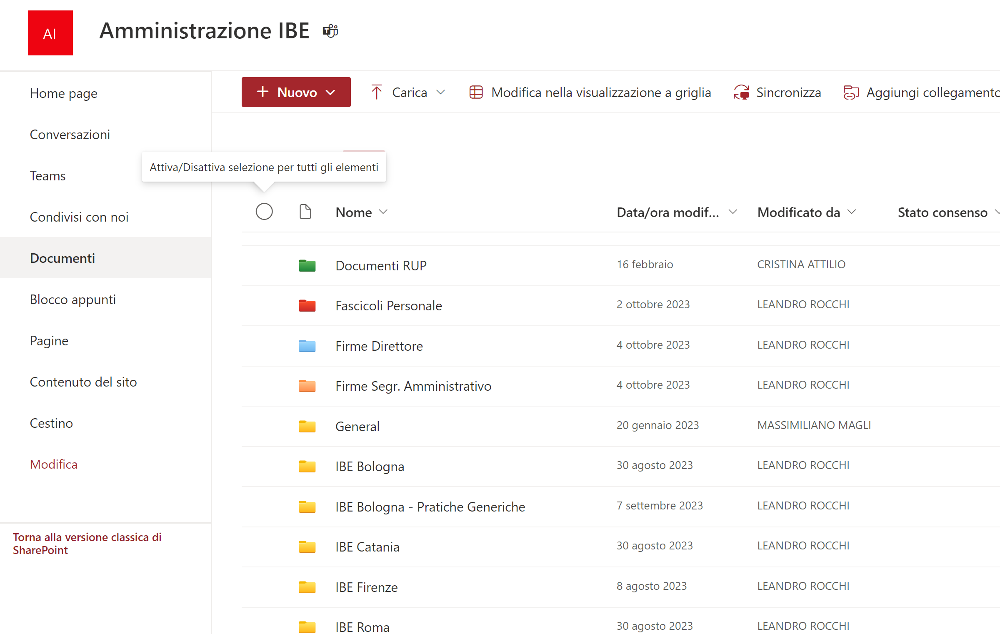 AI
Amministrazione IBE
Home page
Conversazioni
Teams
Condivisi con noi
Documenti
Blocco appunti
Pagine
Contenuto del sito
Cestino
Modifica
Torna alla versione classica di
SharePoint
Nuovo
Carica
Modifica nella visualizzazione a griglia
Sincronizza
Aggiungi collegamento
Attiva/Disattiva selezione per tutti gli elementi
Nome Data/ora modif... Modificato da Stato consenso
Documenti RUP 16 febbraio CRISTINA ATTILIO
Fascicoli Personale 2 ottobre 2023 LEANDRO ROCCHI
Firme Direttore 4 ottobre 2023 LEANDRO ROCCHI
Firme Segr. Amministrativo 4 ottobre 2023 LEANDRO ROCCHI
General 20 gennaio 2023 MASSIMILIANO MAGLI
IBE Bologna 30 agosto 2023 LEANDRO ROCCHI
IBE Bologna - Pratiche Generiche 7 settembre 2023 LEANDRO ROCCHI
IBE Catania 30 agosto 2023 LEANDRO ROCCHI
IBE Firenze 8 agosto 2023 LEANDRO ROCCHI
IBE Roma 30 agosto 2023 LEANDRO ROCCHI